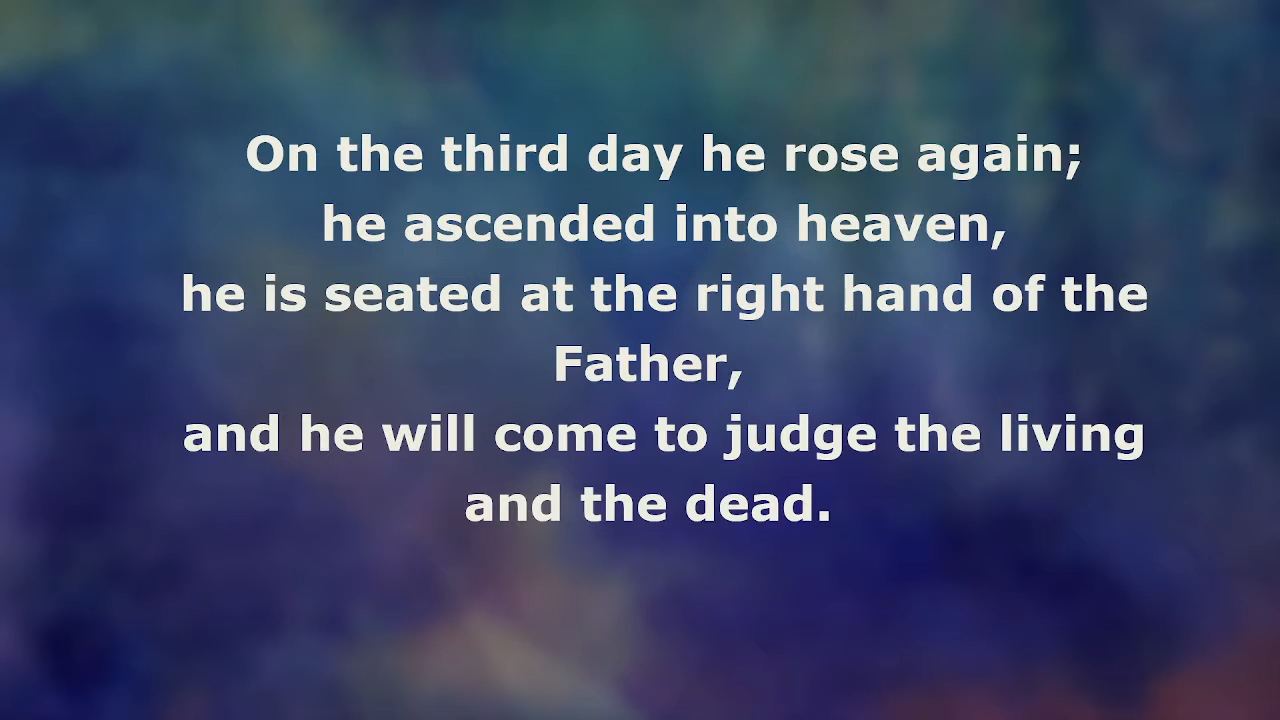 On the third day he rose again;
he ascended into heaven,
he is seated at the right hand of the
Father,
and he will come to judge the living
and the dead.